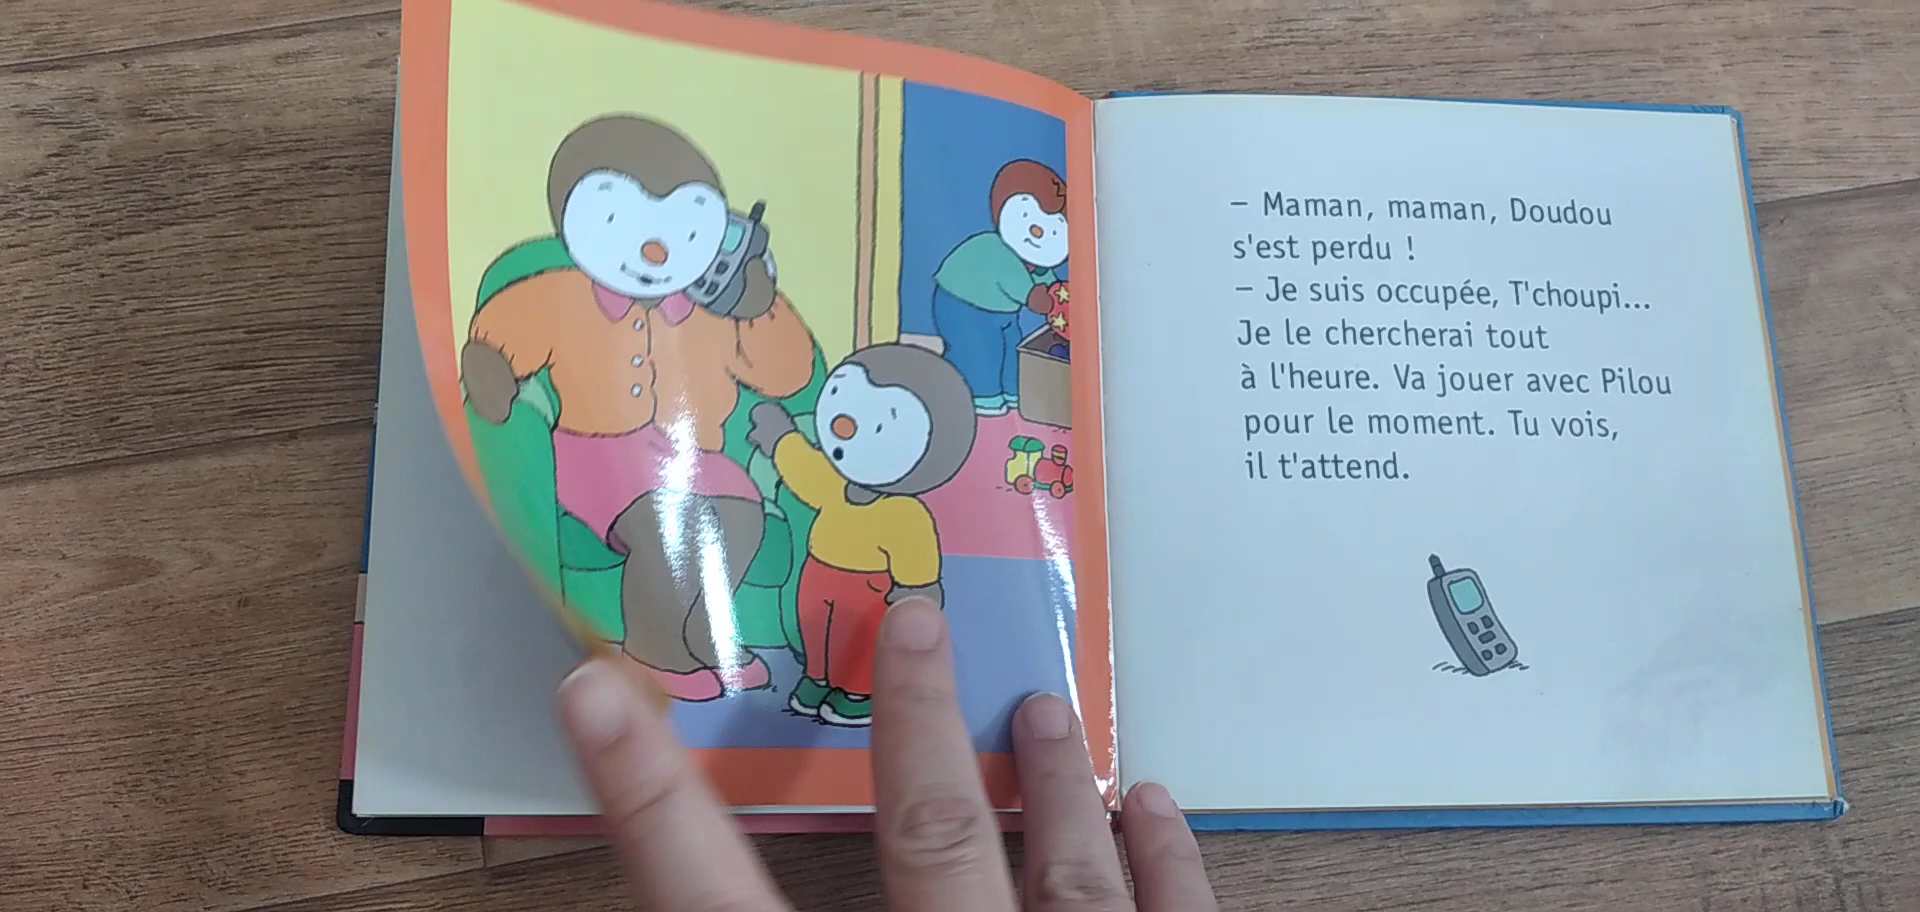 – Maman, maman, Doudou
s'est perdu !
– Je suis occupée, T'choupi...
Je le chercherai tout
à l'heure. Va jouer avec Pilou
pour le moment. Tu vois,
il t'attend.